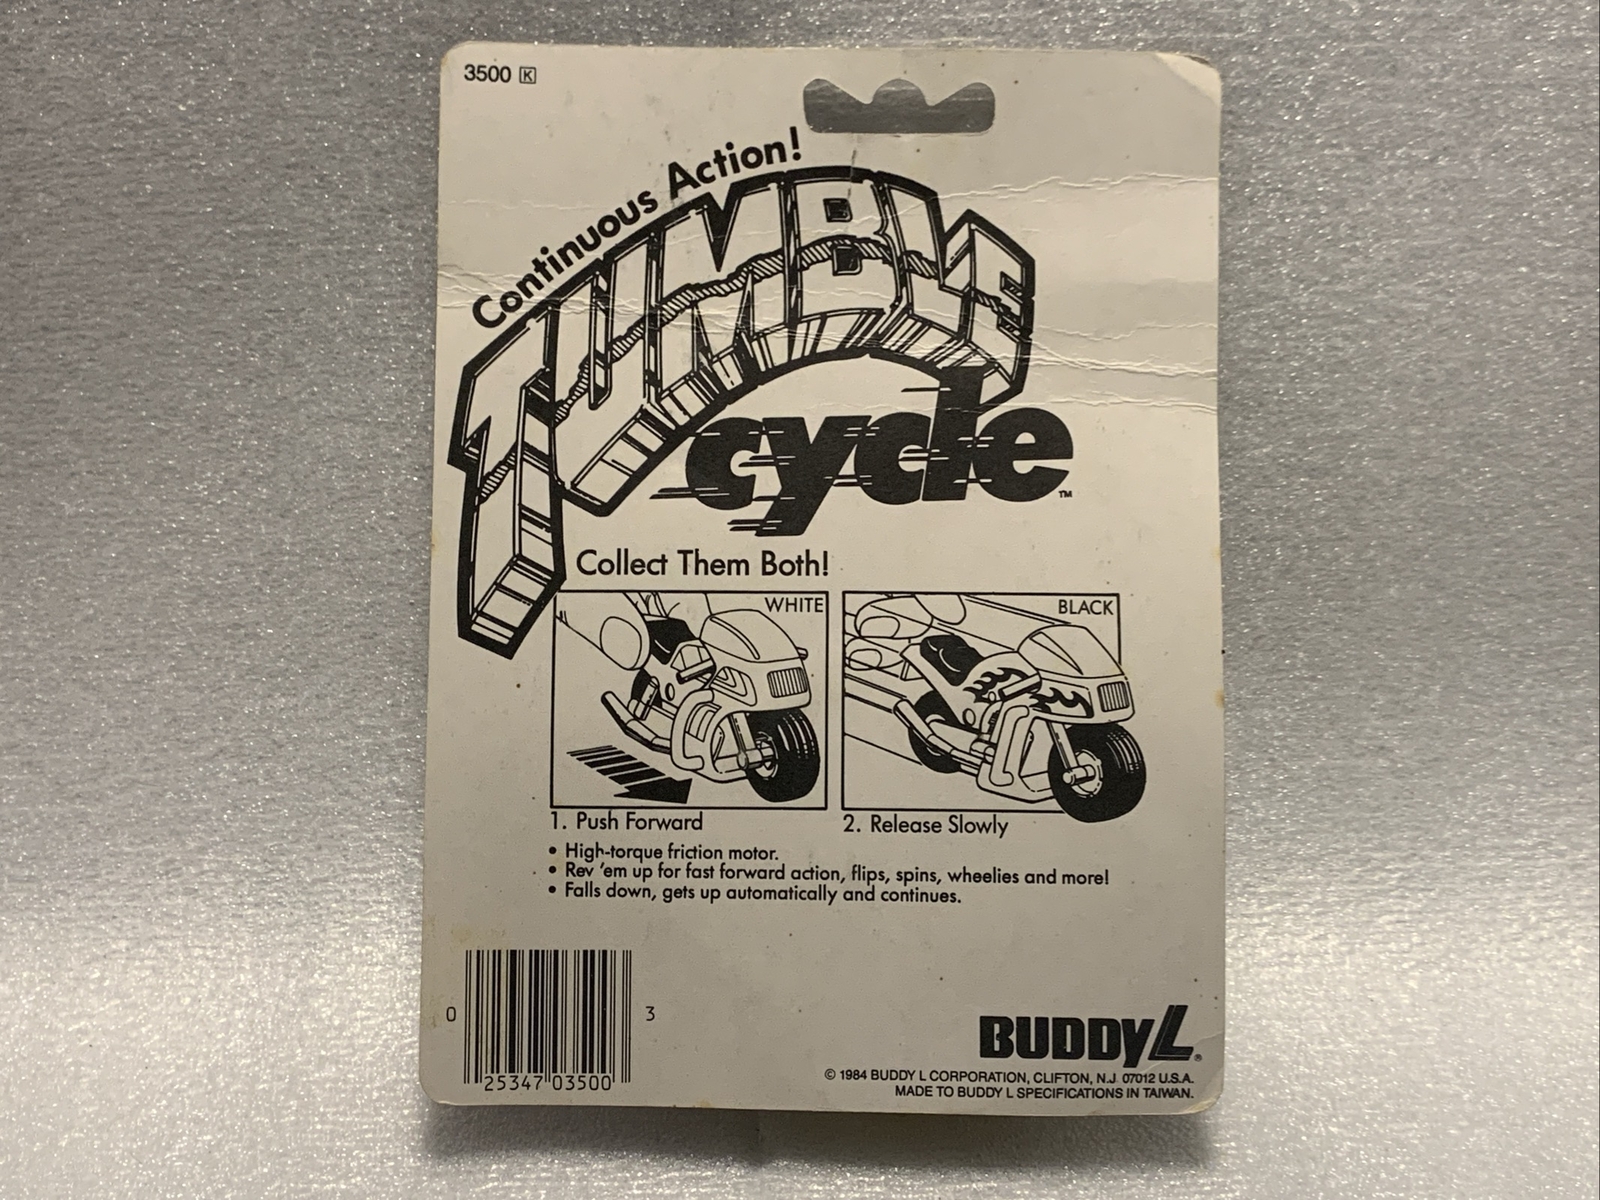 3500 K
Continuous Action!
TUMBLE
cycle™
Collect Them Both!
WHITE
BLACK
1. Push Forward
2. Release Slowly
• High-torque friction motor.
• Rev 'em up for fast forward action, flips, spins, wheelies and more!
• Falls down, gets up automatically and continues.
0 25347 03500 3
BUDDY L®
© 1984 BUDDY L CORPORATION, CLIFTON, N.J. 07012 U.S.A.
MADE TO BUDDY L SPECIFICATIONS IN TAIWAN.